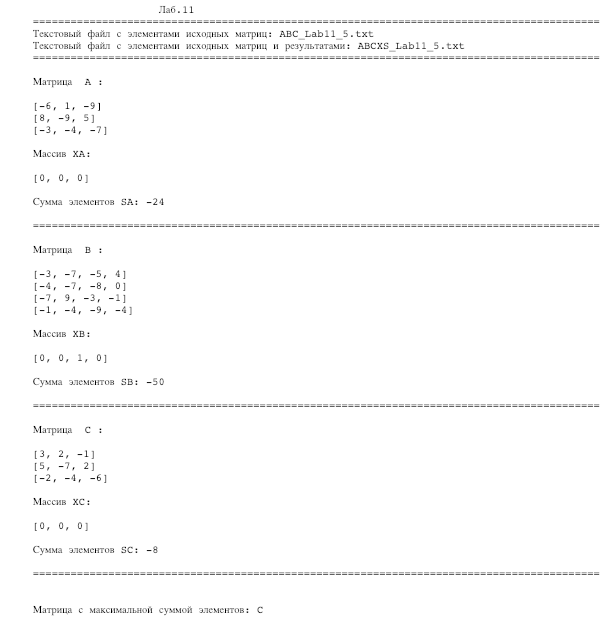 Лаб.11
==========================================================================================
Текстовый файл с элементами исходных матриц: ABC_Lab11_5.txt
Текстовый файл с элементами исходных матриц и результатами: ABCXS_Lab11_5.txt
==========================================================================================
Матрица A :
[-6, 1, -9]
[8, -9, 5]
[-3, -4, -7]
Массив XA:
[0, 0, 0]
Сумма элементов SA: -24
==========================================================================================
Матрица B :
[-3, -7, -5, 4]
[-4, -7, -8, 0]
[-7, 9, -3, -1]
[-1, -4, -9, -4]
Массив XB:
[0, 0, 1, 0]
Сумма элементов SB: -50
==========================================================================================
Матрица C :
[3, 2, -1]
[5, -7, 2]
[-2, -4, -6]
Массив XC:
[0, 0, 0]
Сумма элементов SC: -8
==========================================================================================
Матрица с максимальной суммой элементов: C